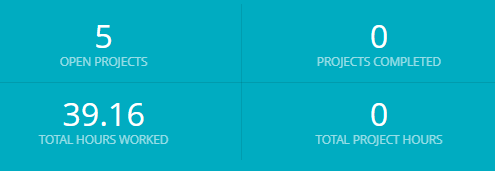 5
OPEN PROJECTS
0
PROJECTS COMPLETED
39.16
TOTAL HOURS WORKED
0
TOTAL PROJECT HOURS